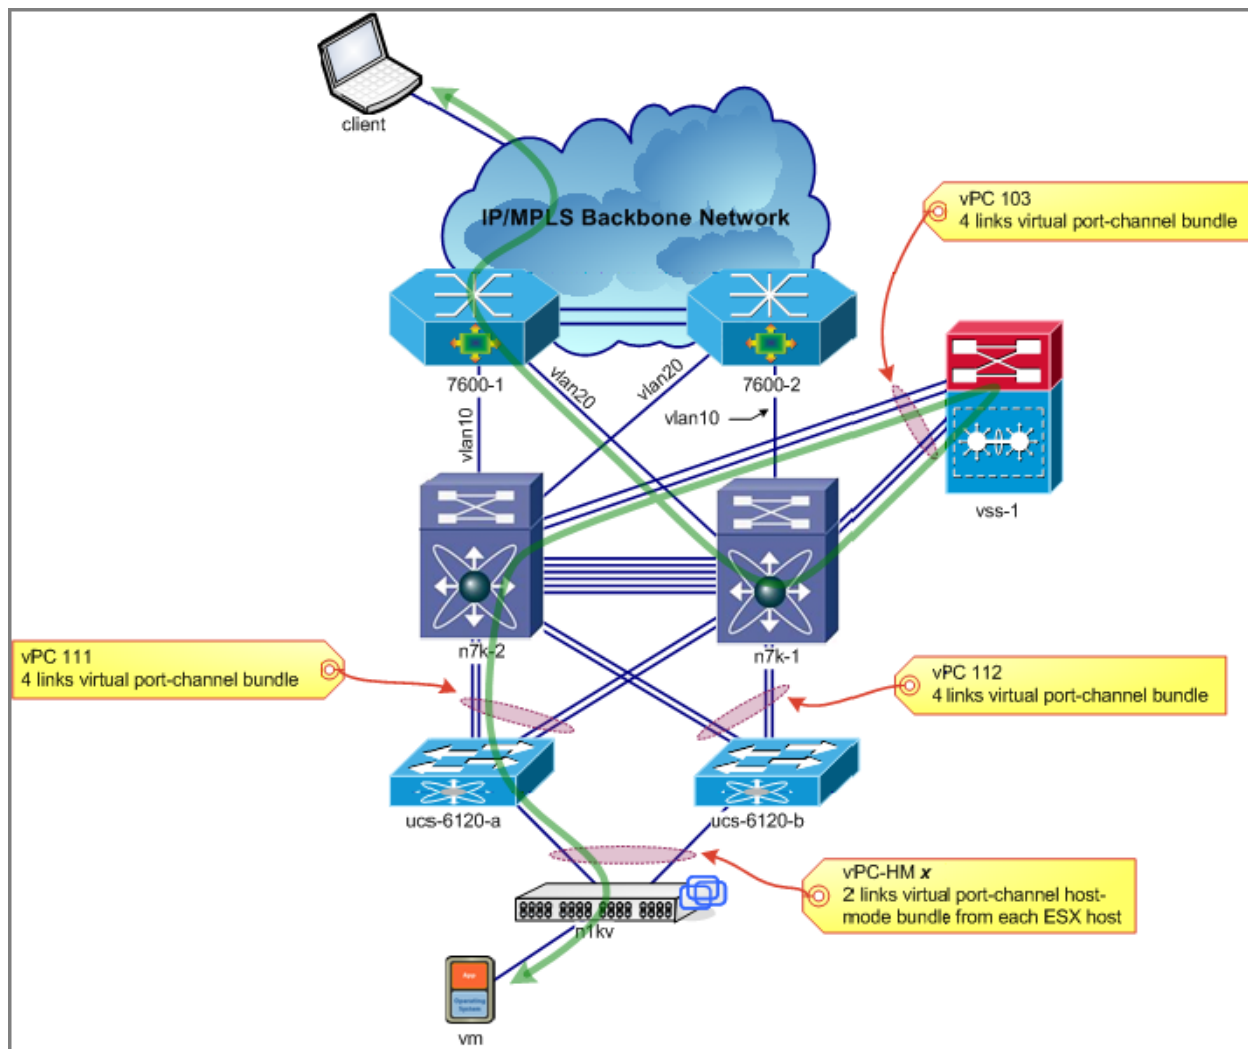 client
IP/MPLS Backbone Network
vPC 103
4 links virtual port-channel bundle
7600-1
7600-2
vlan20
vlan20
vlan10
vlan10
vss-1
n7k-2
n7k-1
vPC 111
4 links virtual port-channel bundle
vPC 112
4 links virtual port-channel bundle
ucs-6120-a
ucs-6120-b
vPC-HM x
2 links virtual port-channel host-
mode bundle from each ESX host
n1kv
App
Operating
System
vm